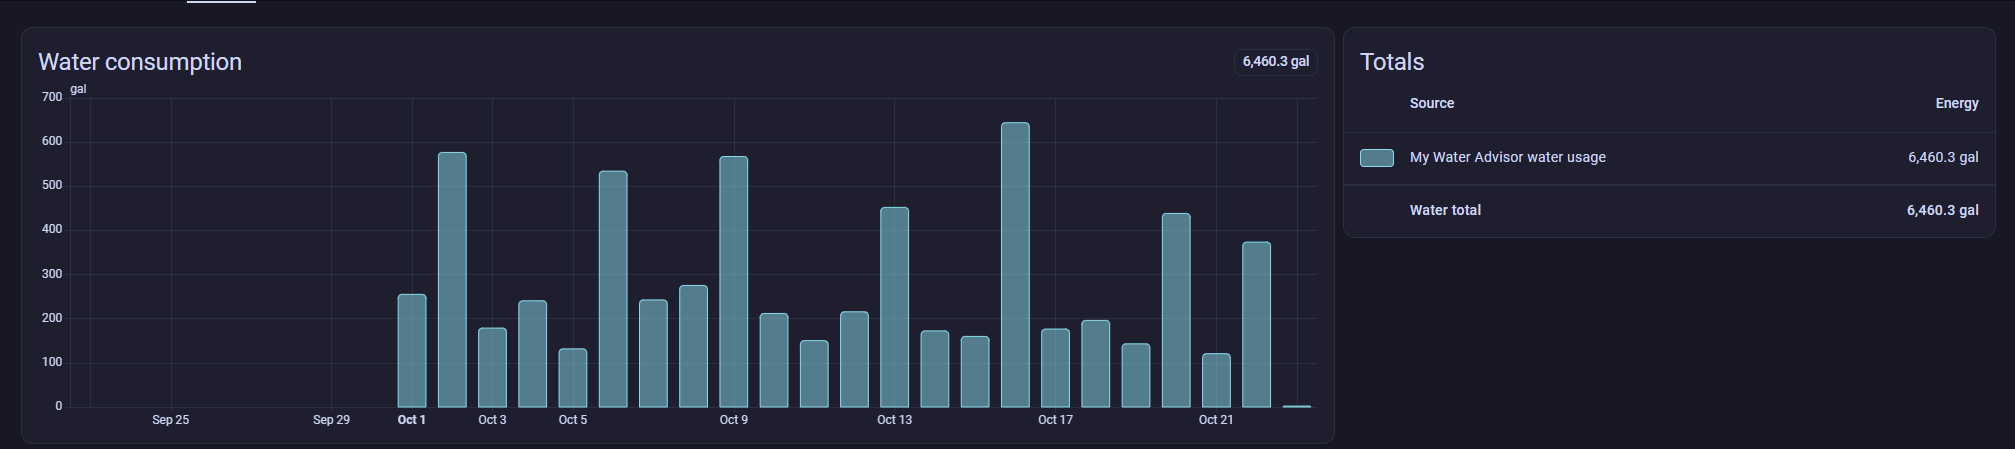 Water consumption
6,460.3 gal
gal
700
600
500
400
300
200
100
0
Sep 25
Sep 29
Oct 1
Oct 3
Oct 5
Oct 9
Oct 13
Oct 17
Oct 21
Totals
Source Energy
My Water Advisor water usage 6,460.3 gal
Water total 6,460.3 gal